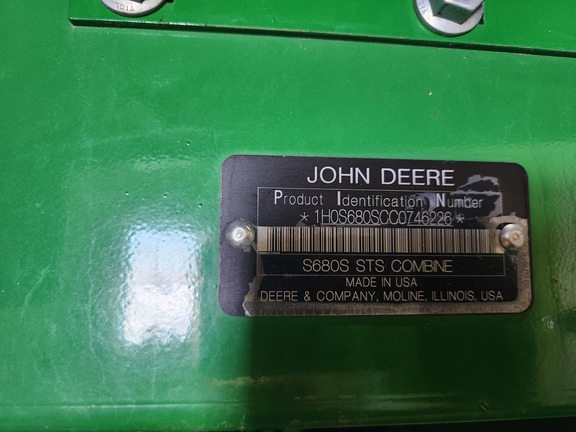 JOHN DEERE
Product Identification Number
*1H0S680SCC0746226*
S680S STS COMBINE
MADE IN USA
DEERE & COMPANY, MOLINE, ILLINOIS, USA